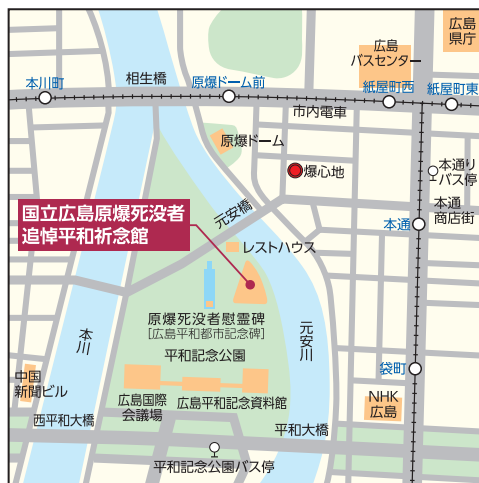 広島
県庁
広島
バスセンター
相生橋
本川町
原爆ドーム前
紙屋町西
紙屋町東
市内電車
原爆ドーム
爆心地
本通り
バス停
本通
商店街
本通
元安橋
国立広島原爆死没者
追悼平和祈念館
レストハウス
原爆死没者慰霊碑
[広島平和都市記念碑]
平和記念公園
元安川
本川
中国
新聞ビル
袋町
広島国際
会議場
広島平和記念資料館
NHK
広島
西平和大橋
平和大橋
平和記念公園バス停